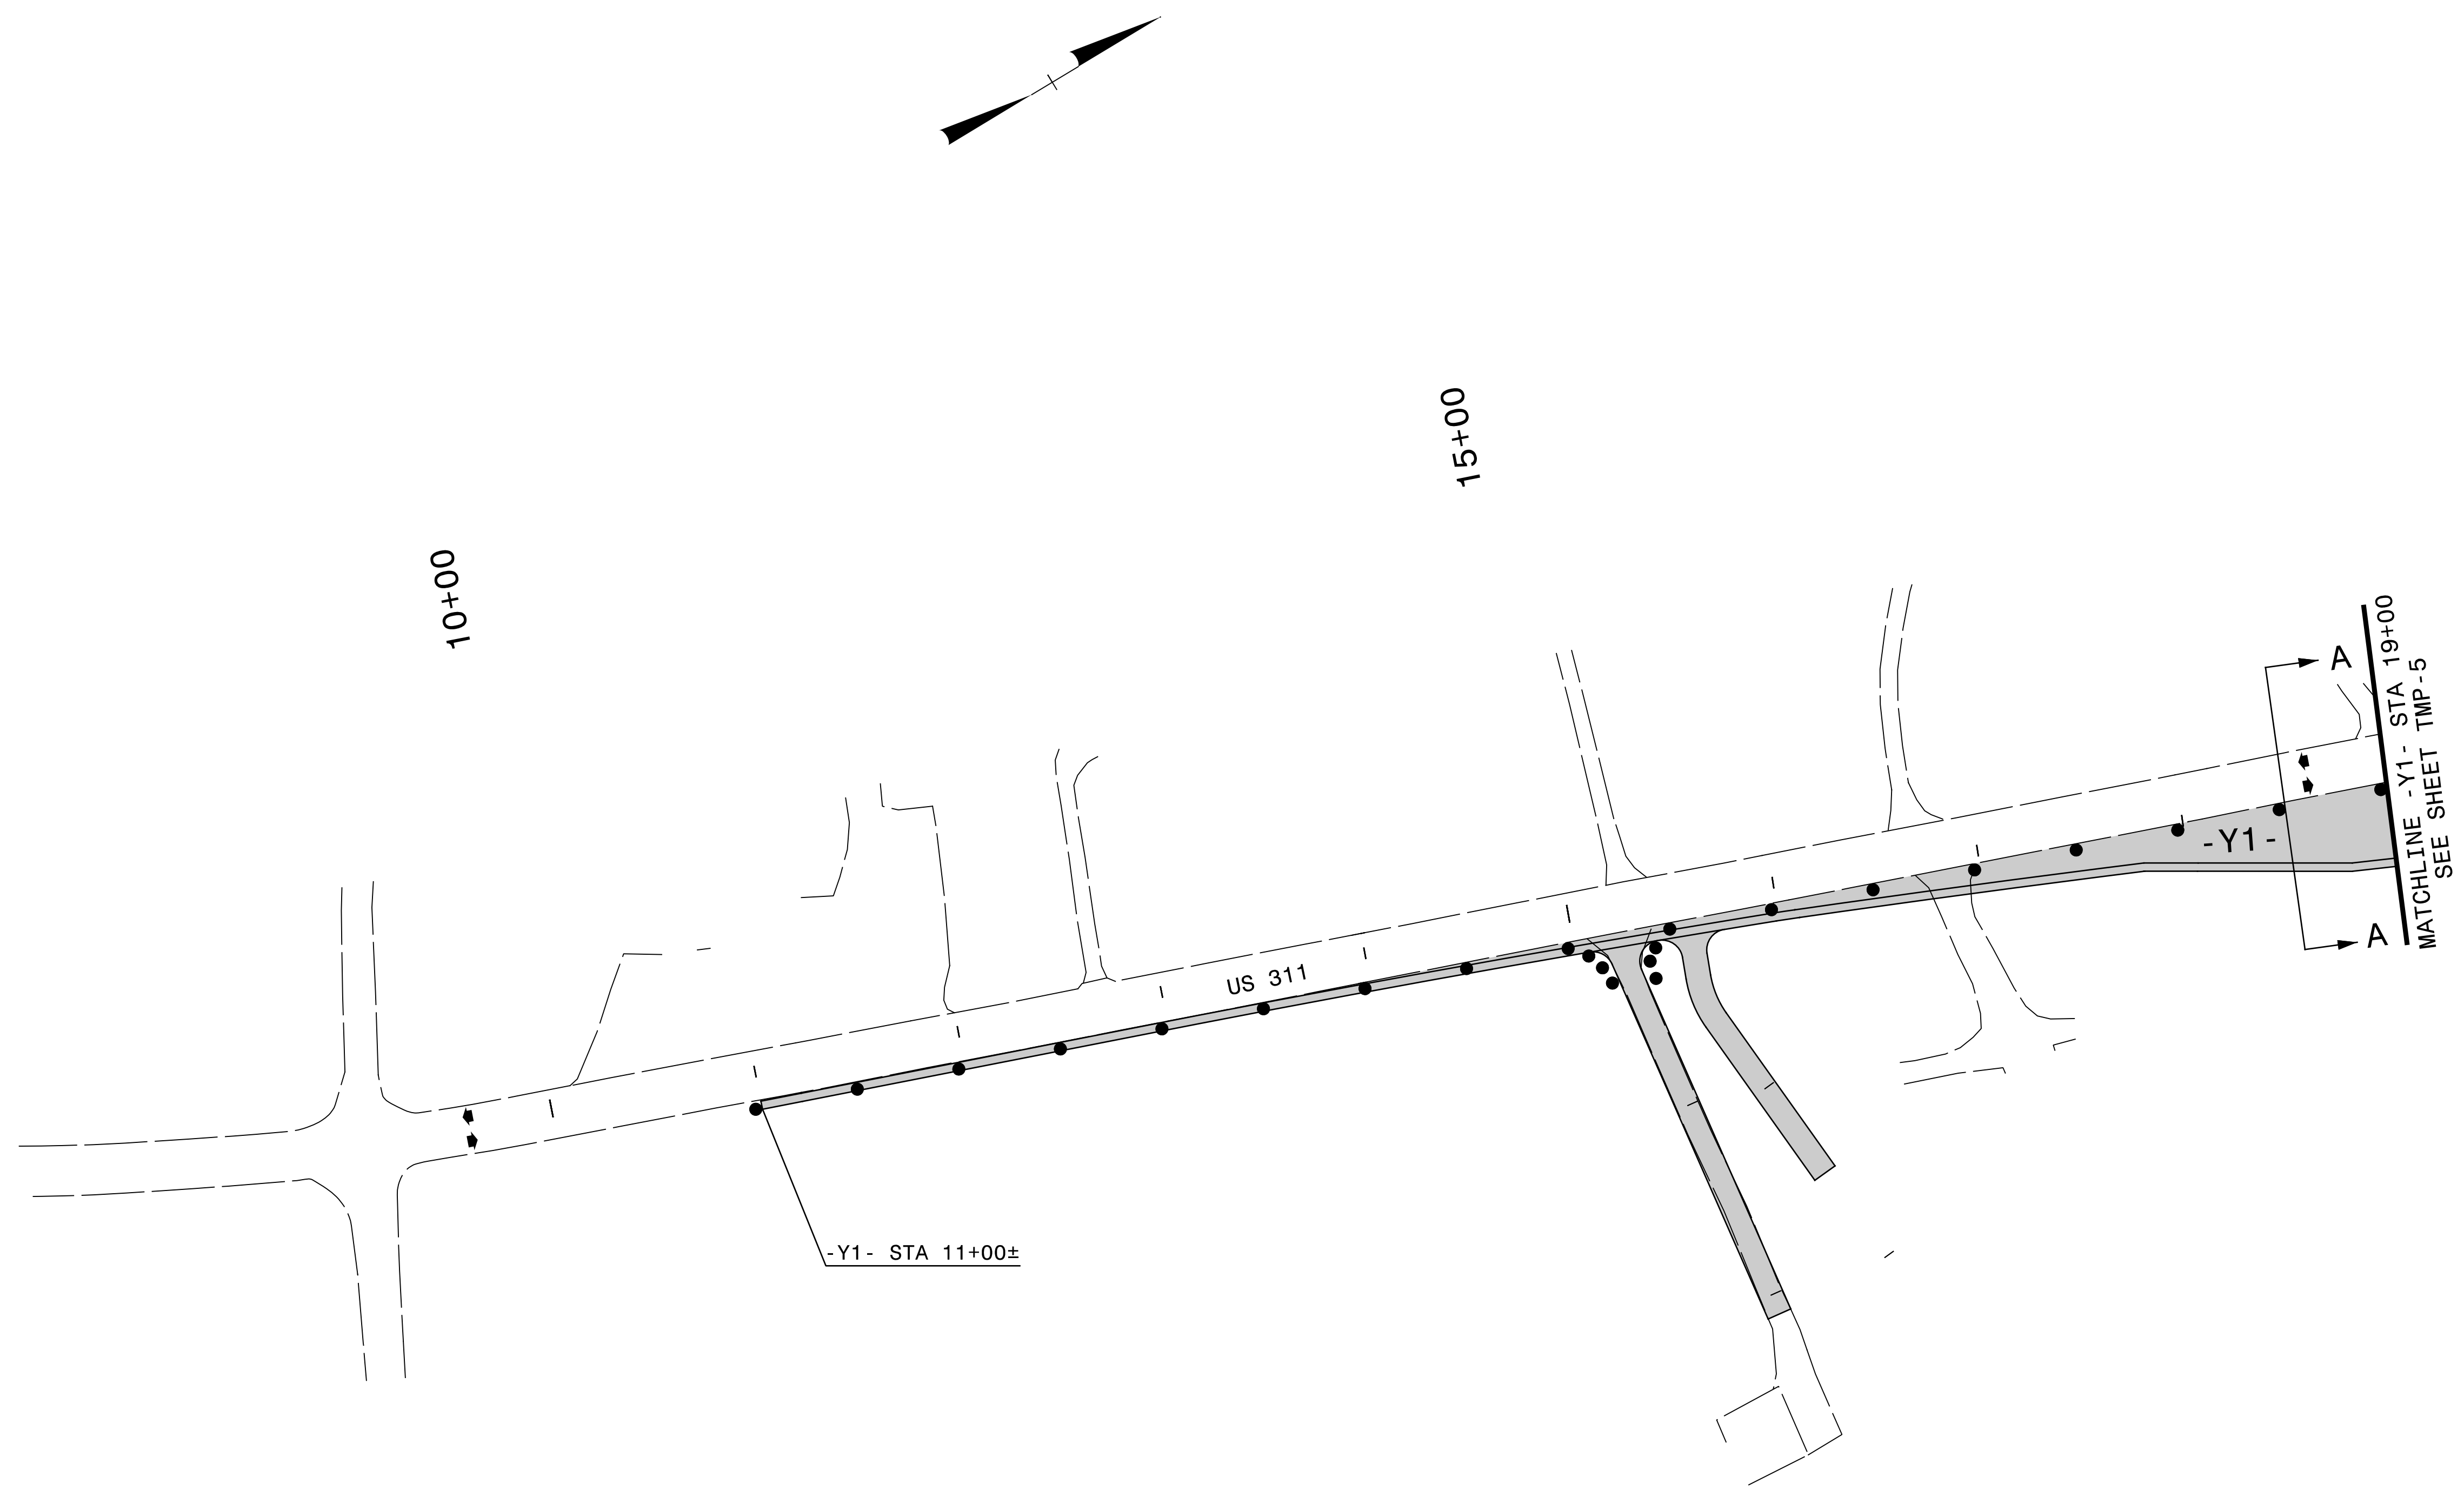 15+00
10+00
A
MATCHLINE -Y1- STA 19+00
SEE SHEET TMP-5
-Y1-
A
US 311
-Y1- STA 11+00±